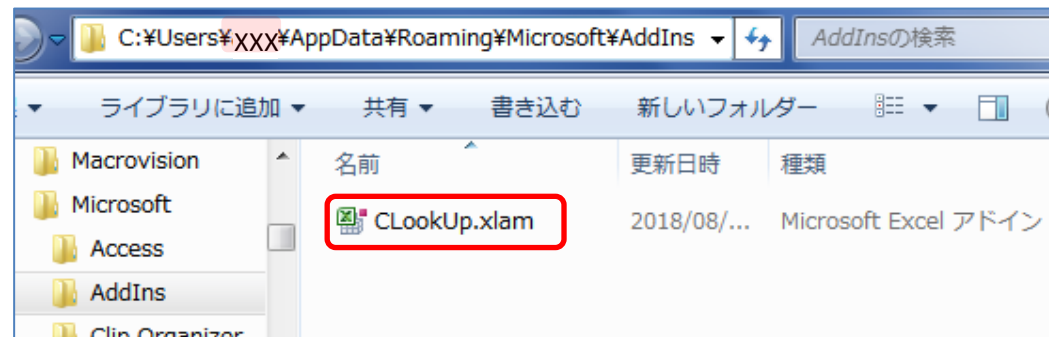 C:¥Users¥xxx¥AppData¥Roaming¥Microsoft¥AddIns
AddInsの検索
ライブラリに追加 共有 書き込む 新しいフォルダー
Macrovision
Microsoft
Access
AddIns
Clip Organizer
名前 更新日時 種類
CLookUp.xlam 2018/08/... Microsoft Excel アドイン